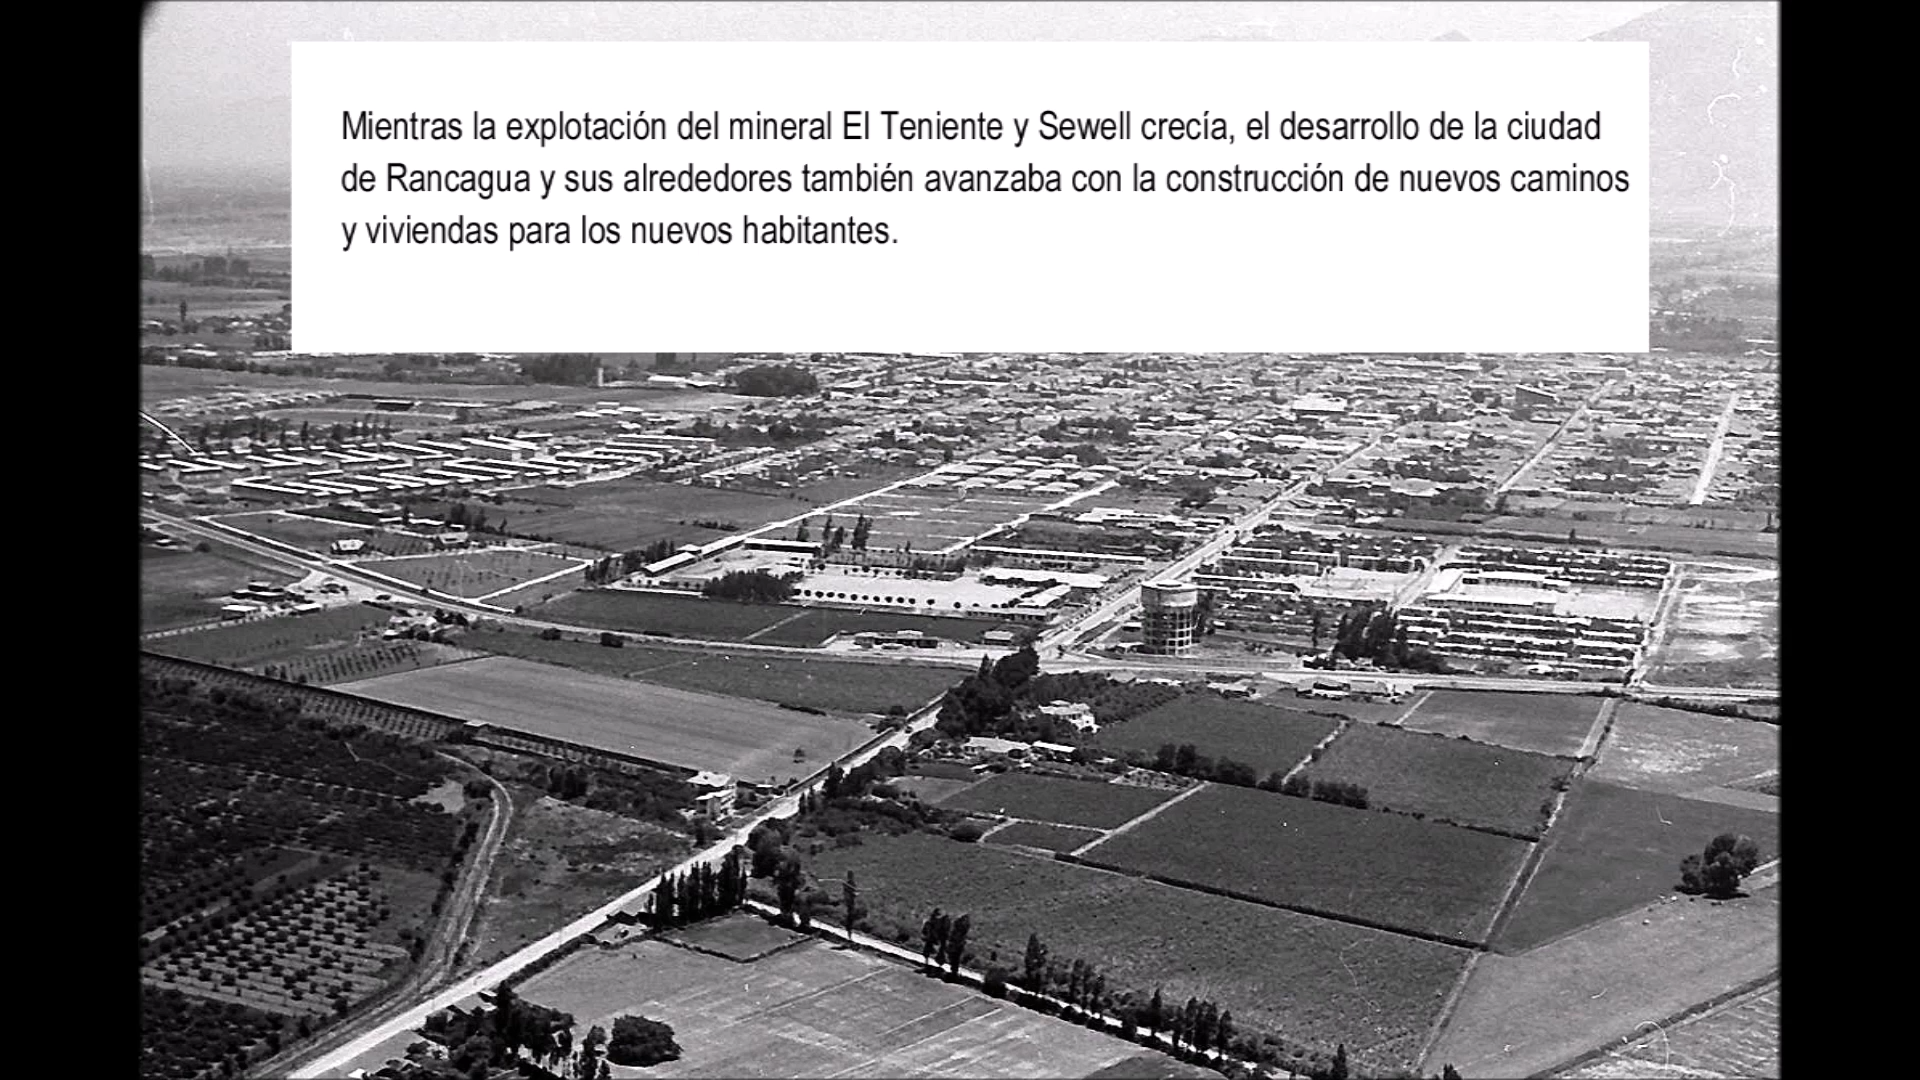 Mientras la explotación del mineral El Teniente y Sewell crecía, el desarrollo de la ciudad
de Rancagua y sus alrededores también avanzaba con la construcción de nuevos caminos
y viviendas para los nuevos habitantes.